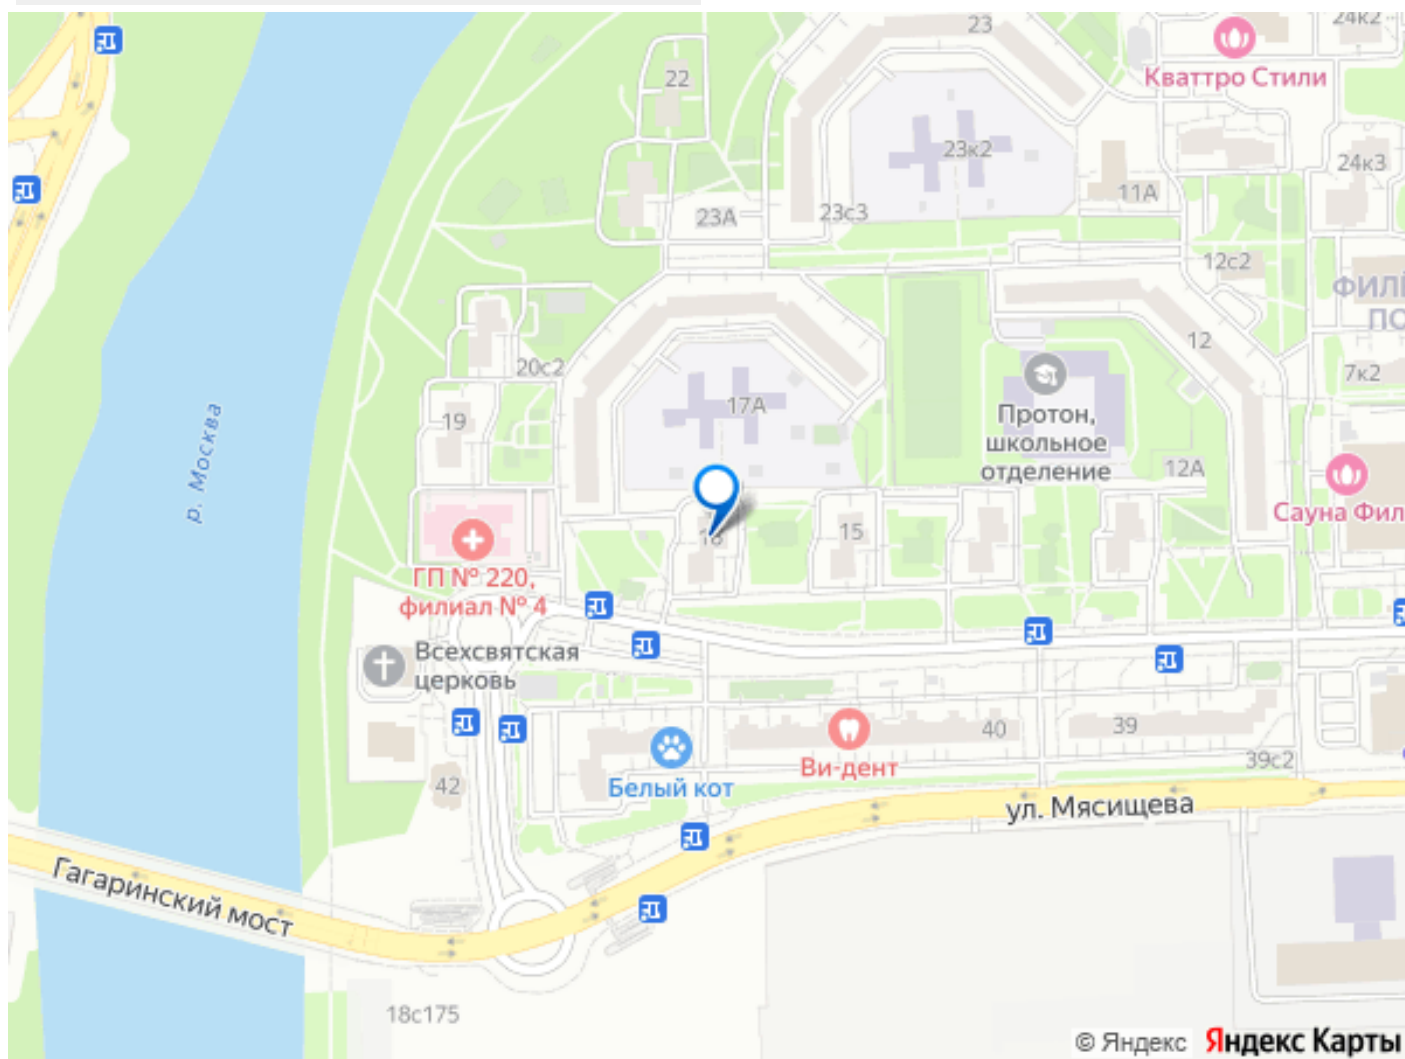 24к2
23
Кваттро Стили
22
23к2
24к3
11А
23А
23с3
12с2
ФИЛ
ПО
12
20с2
7к2
17А
19
Протон,
школьное
отделение
12А
Сауна Фил
15
ГП № 220,
филиал № 4
р. Москва
Всехсвятская
церковь
40
39
39с2
Ви-дент
Белый кот
42
ул. Мясищева
Гагаринский мост
18с175
© Яндекс Яндекс Карты